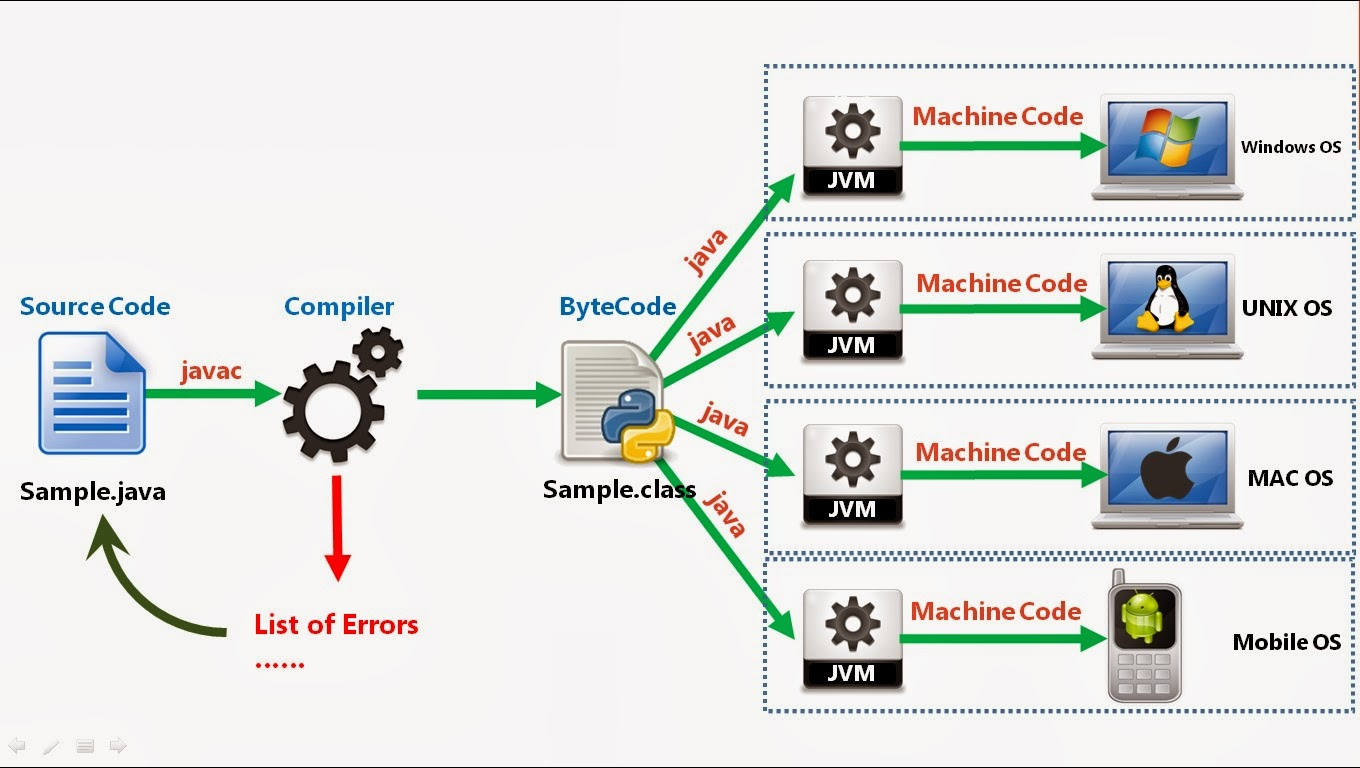 Source Code
Sample.java
javac
Compiler
List of Errors
......
ByteCode
Sample.class
java
java
java
java
JVM
Machine Code
Windows OS
JVM
Machine Code
UNIX OS
JVM
Machine Code
MAC OS
JVM
Machine Code
Mobile OS